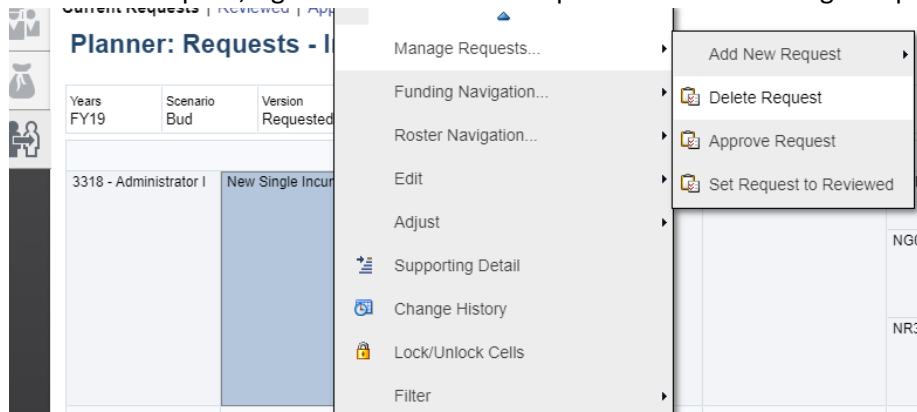 Current Requests | Reviewed | App
Planner: Requests - I
Years
Scenario
Version
FY19
Bud
Requested
3318 - Administrator I
New Single Incur
Manage Requests...
Funding Navigation...
Roster Navigation...
Edit
Adjust
Supporting Detail
Change History
Lock/Unlock Cells
Filter
Add New Request
Delete Request
Approve Request
Set Request to Reviewed
NG0
NR3